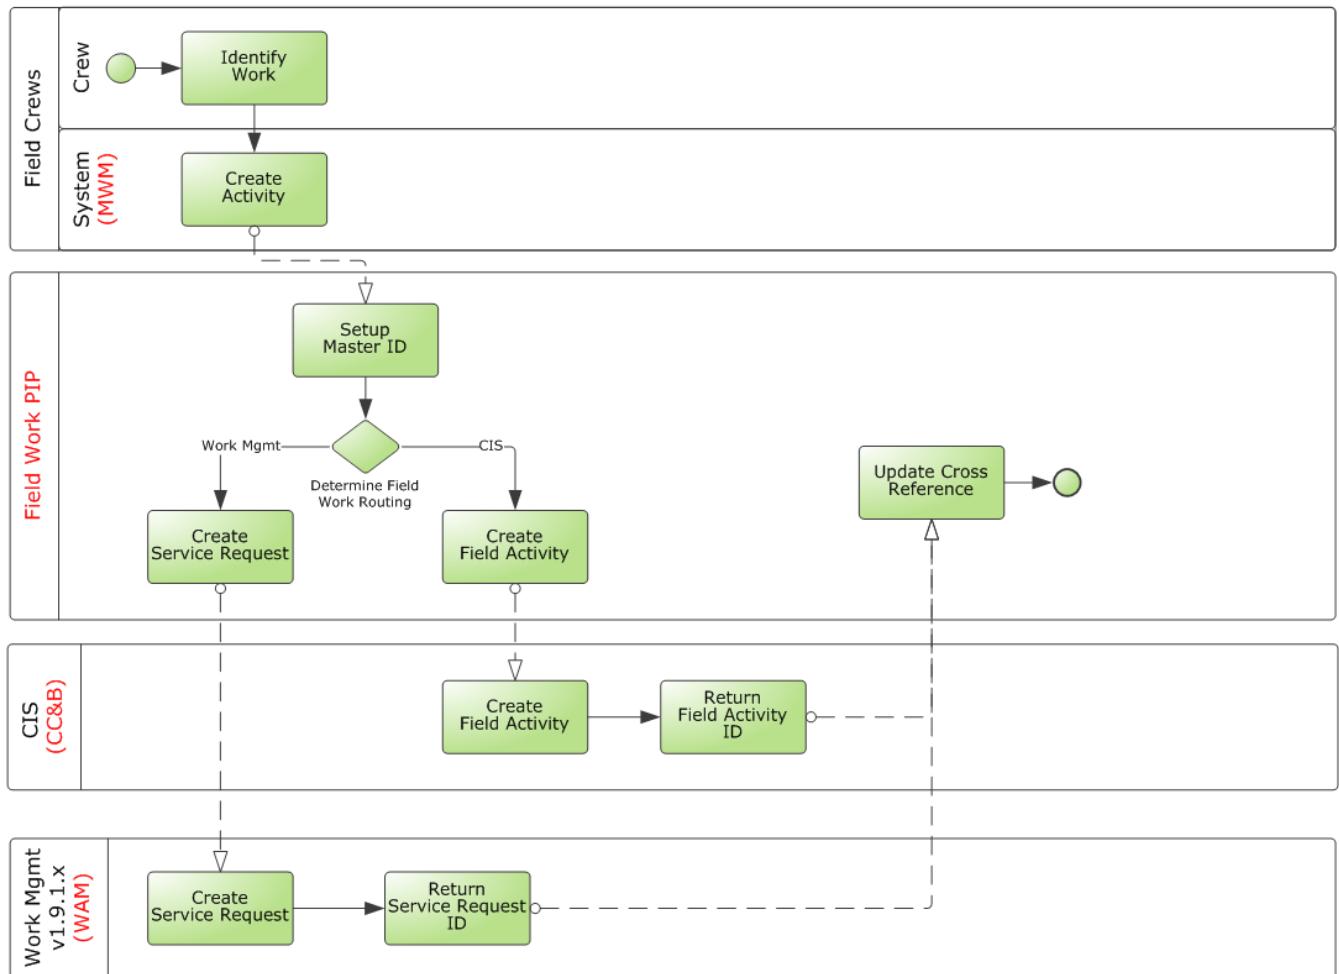 Field Crews
Crew
Identify
Work
System
(MWM)
Create
Activity
Field Work PIP
Setup
Master ID
Work Mgmt
CIS
Determine Field
Work Routing
Create
Service Request
Create
Field Activity
Update Cross
Reference
CIS
(CC&B)
Create
Field Activity
Return
Field Activity
ID
Work Mgmt
v1.9.1.x
(WAM)
Create
Service Request
Return
Service Request
ID